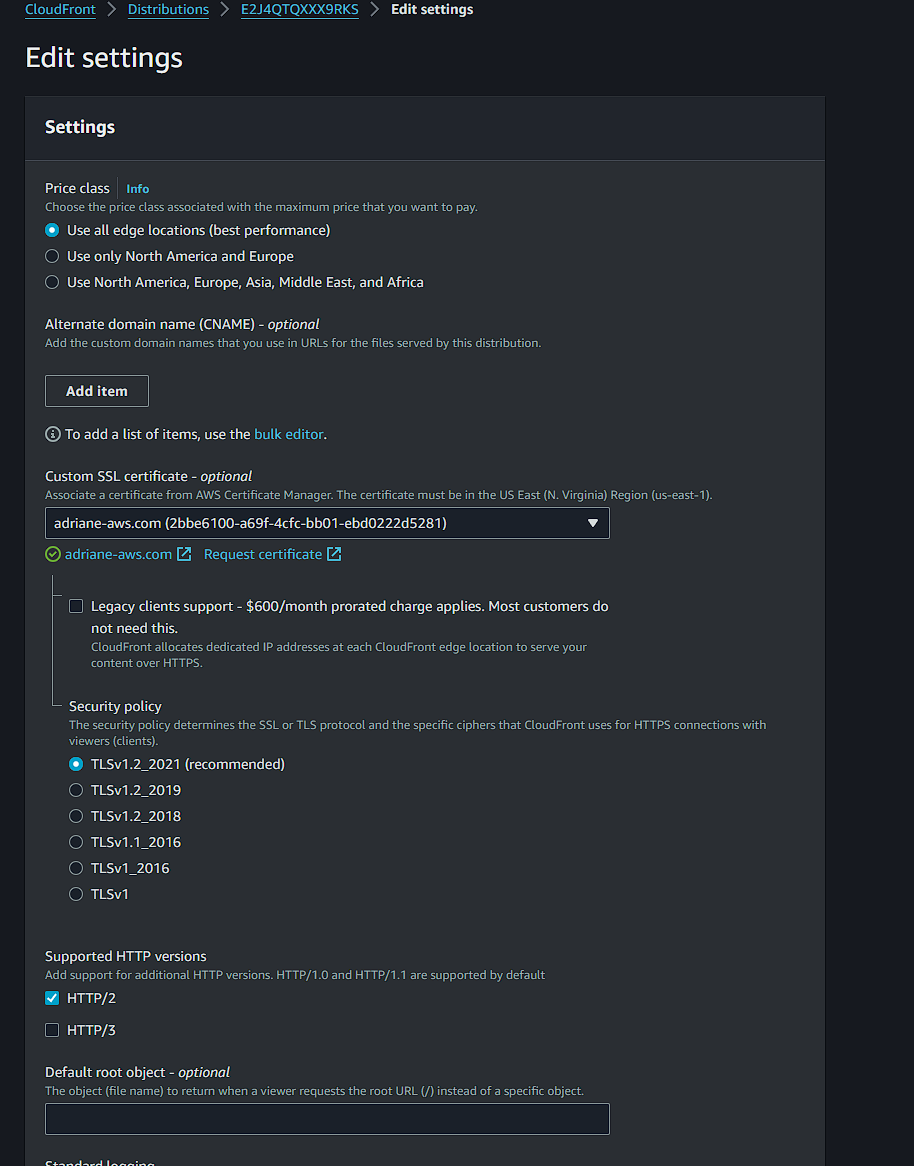 CloudFront > Distributions > E2J4QTQXXX9RKS > Edit settings
Edit settings
Settings
Price class Info
Choose the price class associated with the maximum price that you want to pay.
Use all edge locations (best performance)
Use only North America and Europe
Use North America, Europe, Asia, Middle East, and Africa
Alternate domain name (CNAME) - optional
Add the custom domain names that you use in URLs for the files served by this distribution.
Add item
To add a list of items, use the bulk editor.
Custom SSL certificate - optional
Associate a certificate from AWS Certificate Manager. The certificate must be in the US East (N. Virginia) Region (us-east-1).
adriane-aws.com (2bbe6100-a69f-4cfc-bb01-ebd0222d5281)
adriane-aws.com Request certificate
Legacy clients support - $600/month prorated charge applies. Most customers do
not need this.
CloudFront allocates dedicated IP addresses at each CloudFront edge location to serve your
content over HTTPS.
Security policy
The security policy determines the SSL or TLS protocol and the specific ciphers that CloudFront uses for HTTPS connections with
viewers (clients).
TLSv1.2_2021 (recommended)
TLSv1.2_2019
TLSv1.2_2018
TLSv1.1_2016
TLSv1_2016
TLSv1
Supported HTTP versions
Add support for additional HTTP versions. HTTP/1.0 and HTTP/1.1 are supported by default
HTTP/2
HTTP/3
Default root object - optional
The object (file name) to return when a viewer requests the root URL (/) instead of a specific object.
Standard logging